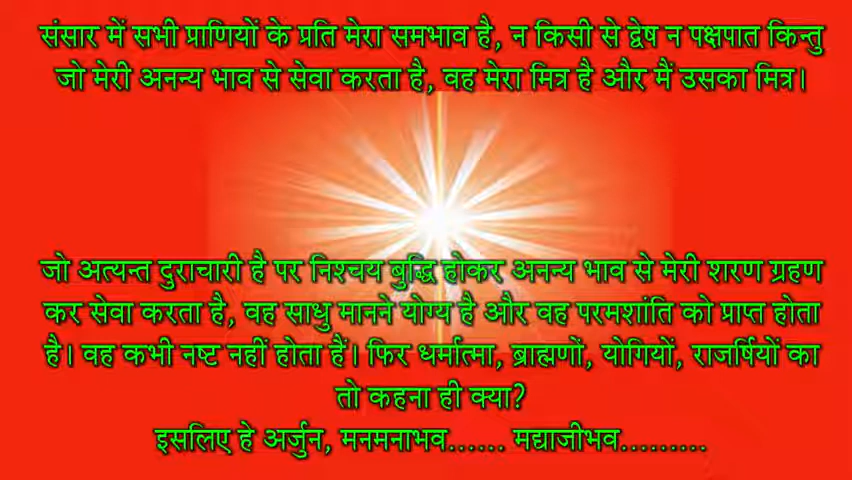 संसार में सभी प्राणियों के प्रति मेरा समभाव है, न किसी से द्वेष न पक्षपात किन्तु
जो मेरी अनन्य भाव से सेवा करता है, वह मेरा मित्र है और मैं उसका मित्र।
जो अत्यन्त दुराचारी है पर निश्चय बुद्धि होकर अनन्य भाव से मेरी शरण ग्रहण
कर सेवा करता है, वह साधु मानने योग्य है और वह परमशांति को प्राप्त होता
है। वह कभी नष्ट नहीं होता हैं। फिर धर्मात्मा, ब्राह्मणों, योगियों, राजर्षियों का
तो कहना ही क्या?
इसलिए हे अर्जुन, मनमनाभव...... मद्याजीभव.........